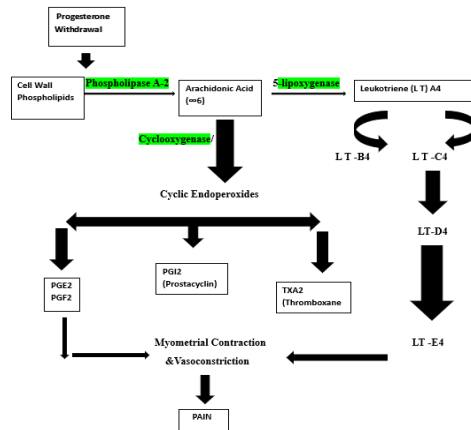 Progesterone
Withdrawal
Cell Wall
Phospholipids
Phospholipase A-2
Arachidonic Acid
(∞6)
5-lipoxygenase
Leukotriene (L T) A4
Cyclooxygenase/
L T -B4
L T -C4
Cyclic Endoperoxides
LT-D4
PGE2
PGF2
PGI2
(Prostacyclin)
TXA2
(Thromboxane
LT -E4
Myometrial Contraction
&Vasoconstriction
PAIN